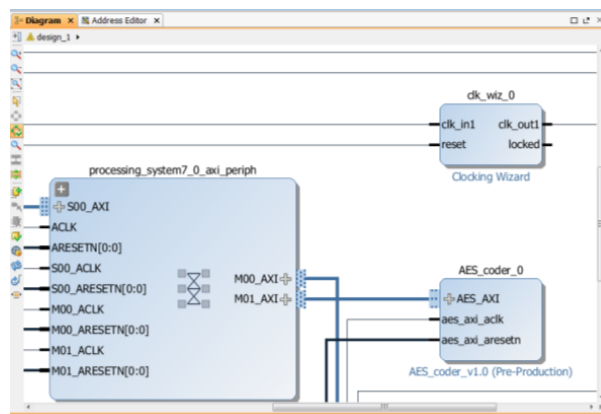 Diagram
Address Editor
design_1
clk_wiz_0
clk_in1
clk_out1
reset
locked
Clocking Wizard
processing_system7_0_axi_periph
S00_AXI
ACLK
ARESETN[0:0]
S00_ACLK
S00_ARESETN[0:0]
M00_ACLK
M00_ARESETN[0:0]
M01_ACLK
M01_ARESETN[0:0]
M00_AXI
M01_AXI
AES_coder_0
AES_AXI
aes_axi_aclk
aes_axi_aresetn
AES_coder_v1.0 (Pre-Production)